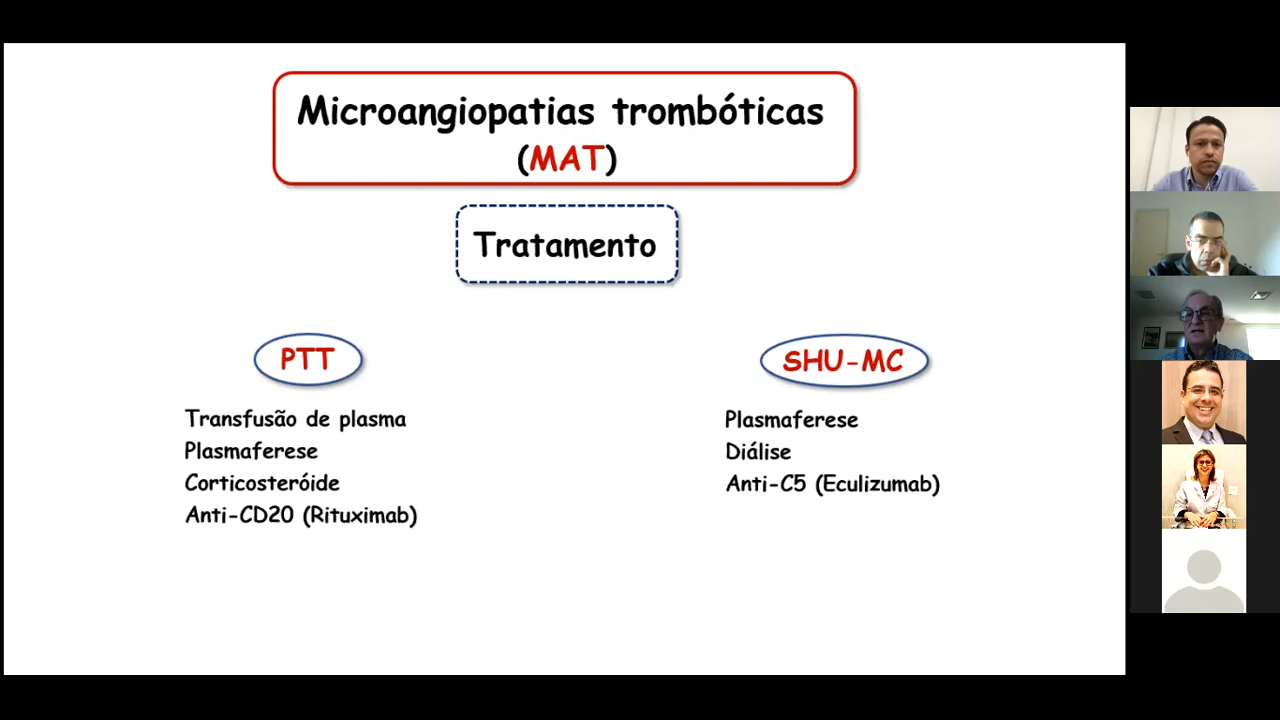 Microangiopatias trombóticas
(MAT)
Tratamento
PTT
Transfusão de plasma
Plasmaferese
Corticosteróide
Anti-CD20 (Rituximab)
SHU-MC
Plasmaferese
Diálise
Anti-C5 (Eculizumab)